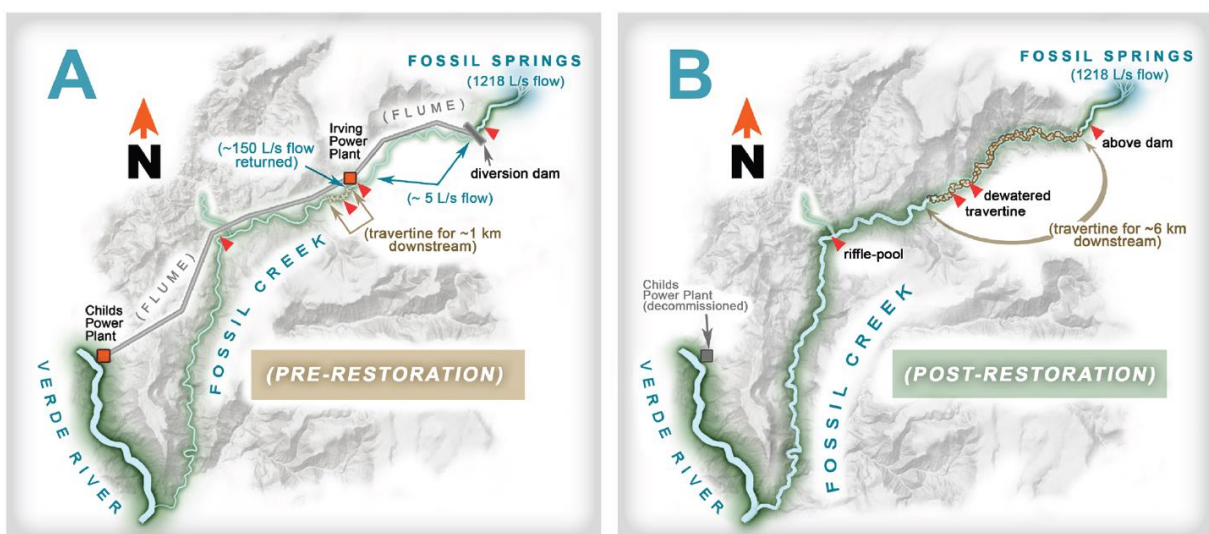 A
FOSSIL SPRINGS
(1218 L/s flow)
(FLUME)
Irving
Power
Plant
(~150 L/s flow
returned)
diversion dam
(~ 5 L/s flow)
N
(travertine for ~1 km
downstream)
(FLUME)
FOSSIL CREEK
Childs
Power
Plant
(PRE-RESTORATION)
VERDE RIVER
B
FOSSIL SPRINGS
(1218 L/s flow)
above dam
N
dewatered
travertine
(travertine for ~6 km
downstream)
riffle-pool
Childs
Power Plant
(decommissioned)
FOSSIL CREEK
(POST-RESTORATION)
VERDE RIVER